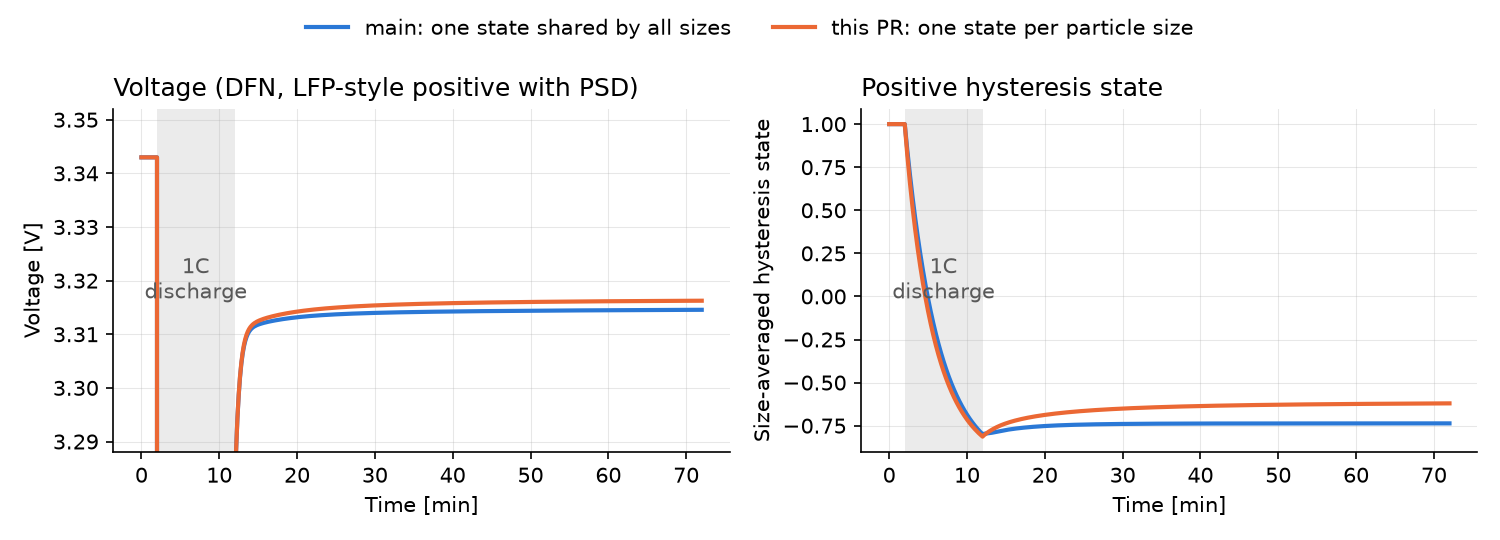 main: one state shared by all sizes
this PR: one state per particle size
Voltage (DFN, LFP-style positive with PSD)
Voltage [V]
3.35
3.34
3.33
3.32
3.31
3.30
3.29
1C
discharge
0
10
20
30
40
50
60
70
Time [min]
Positive hysteresis state
Size-averaged hysteresis state
1.00
0.75
0.50
0.25
0.00
−0.25
−0.50
−0.75
1C
discharge
0
10
20
30
40
50
60
70
Time [min]